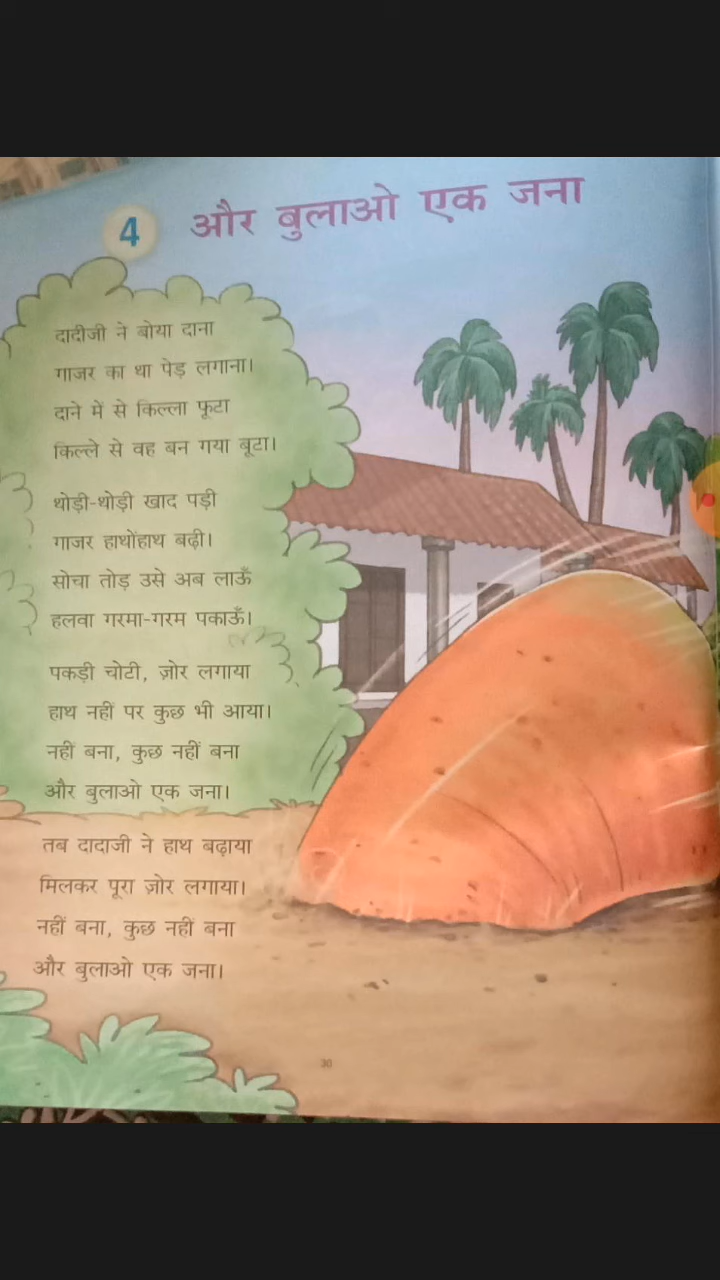 4 और बुलाओ एक जना
दादीजी ने बोया दाना
गाजर का था पेड़ लगाना।
दाने में से किल्ला फूटा
किल्ले से वह बन गया बूटा।
थोड़ी-थोड़ी खाद पड़ी
गाजर हाथोंहाथ बढ़ी।
सोचा तोड़ उसे अब लाऊँ
हलवा गरमा-गरम पकाऊँ।
पकड़ी चोटी, ज़ोर लगाया
हाथ नहीं पर कुछ भी आया।
नहीं बना, कुछ नहीं बना
और बुलाओ एक जना।
तब दादाजी ने हाथ बढ़ाया
मिलकर पूरा ज़ोर लगाया।
नहीं बना, कुछ नहीं बना
और बुलाओ एक जना।
30